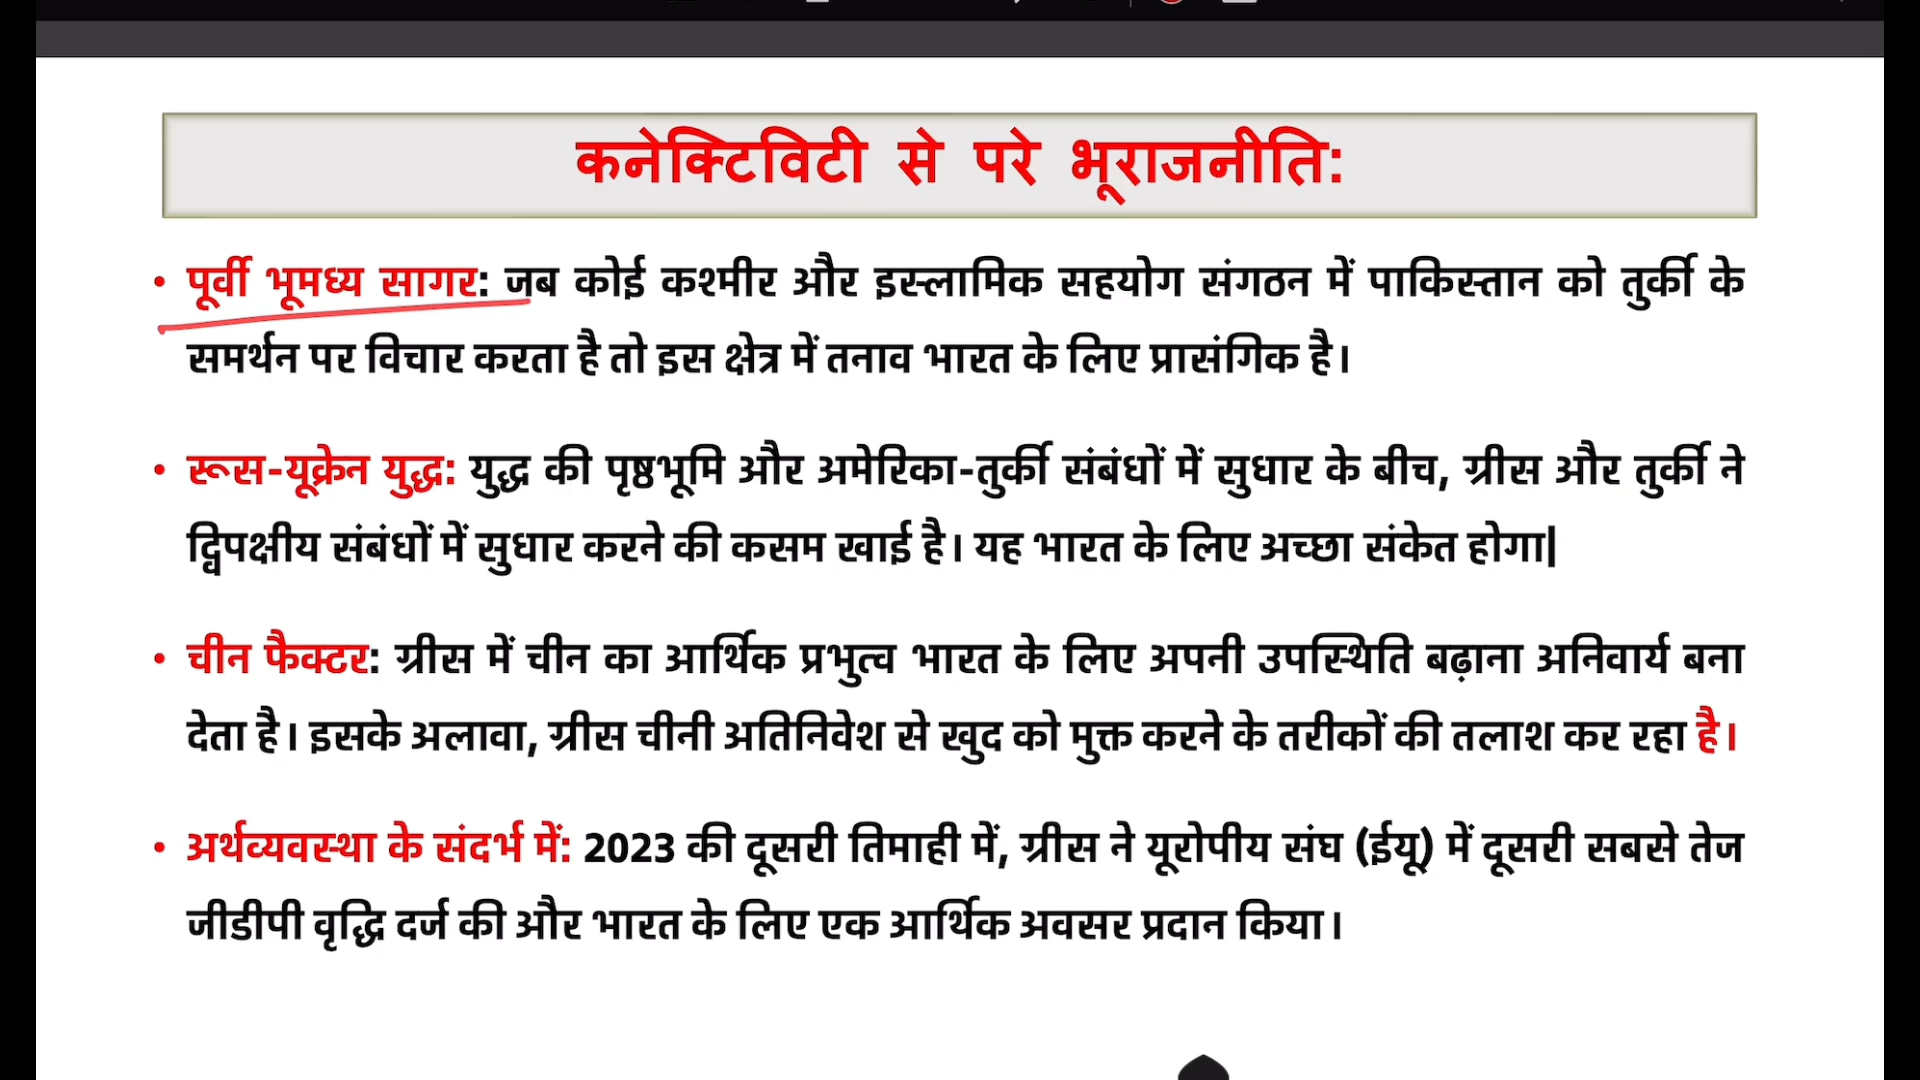 कनेक्टिविटी से परे भूराजनीति:
• पूर्वी भूमध्य सागर: जब कोई कश्मीर और इस्लामिक सहयोग संगठन में पाकिस्तान को तुर्की के
समर्थन पर विचार करता है तो इस क्षेत्र में तनाव भारत के लिए प्रासंगिक है।
• रूस-यूक्रेन युद्ध: युद्ध की पृष्ठभूमि और अमेरिका-तुर्की संबंधों में सुधार के बीच, ग्रीस और तुर्की ने
द्विपक्षीय संबंधों में सुधार करने की कसम खाई है। यह भारत के लिए अच्छा संकेत होगा|
• चीन फैक्टर: ग्रीस में चीन का आर्थिक प्रभुत्व भारत के लिए अपनी उपस्थिति बढ़ाना अनिवार्य बना
देता है। इसके अलावा, ग्रीस चीनी अतिनिवेश से खुद को मुक्त करने के तरीकों की तलाश कर रहा है।
• अर्थव्यवस्था के संदर्भ में: 2023 की दूसरी तिमाही में, ग्रीस ने यूरोपीय संघ (ईयू) में दूसरी सबसे तेज
जीडीपी वृद्धि दर्ज की और भारत के लिए एक आर्थिक अवसर प्रदान किया।